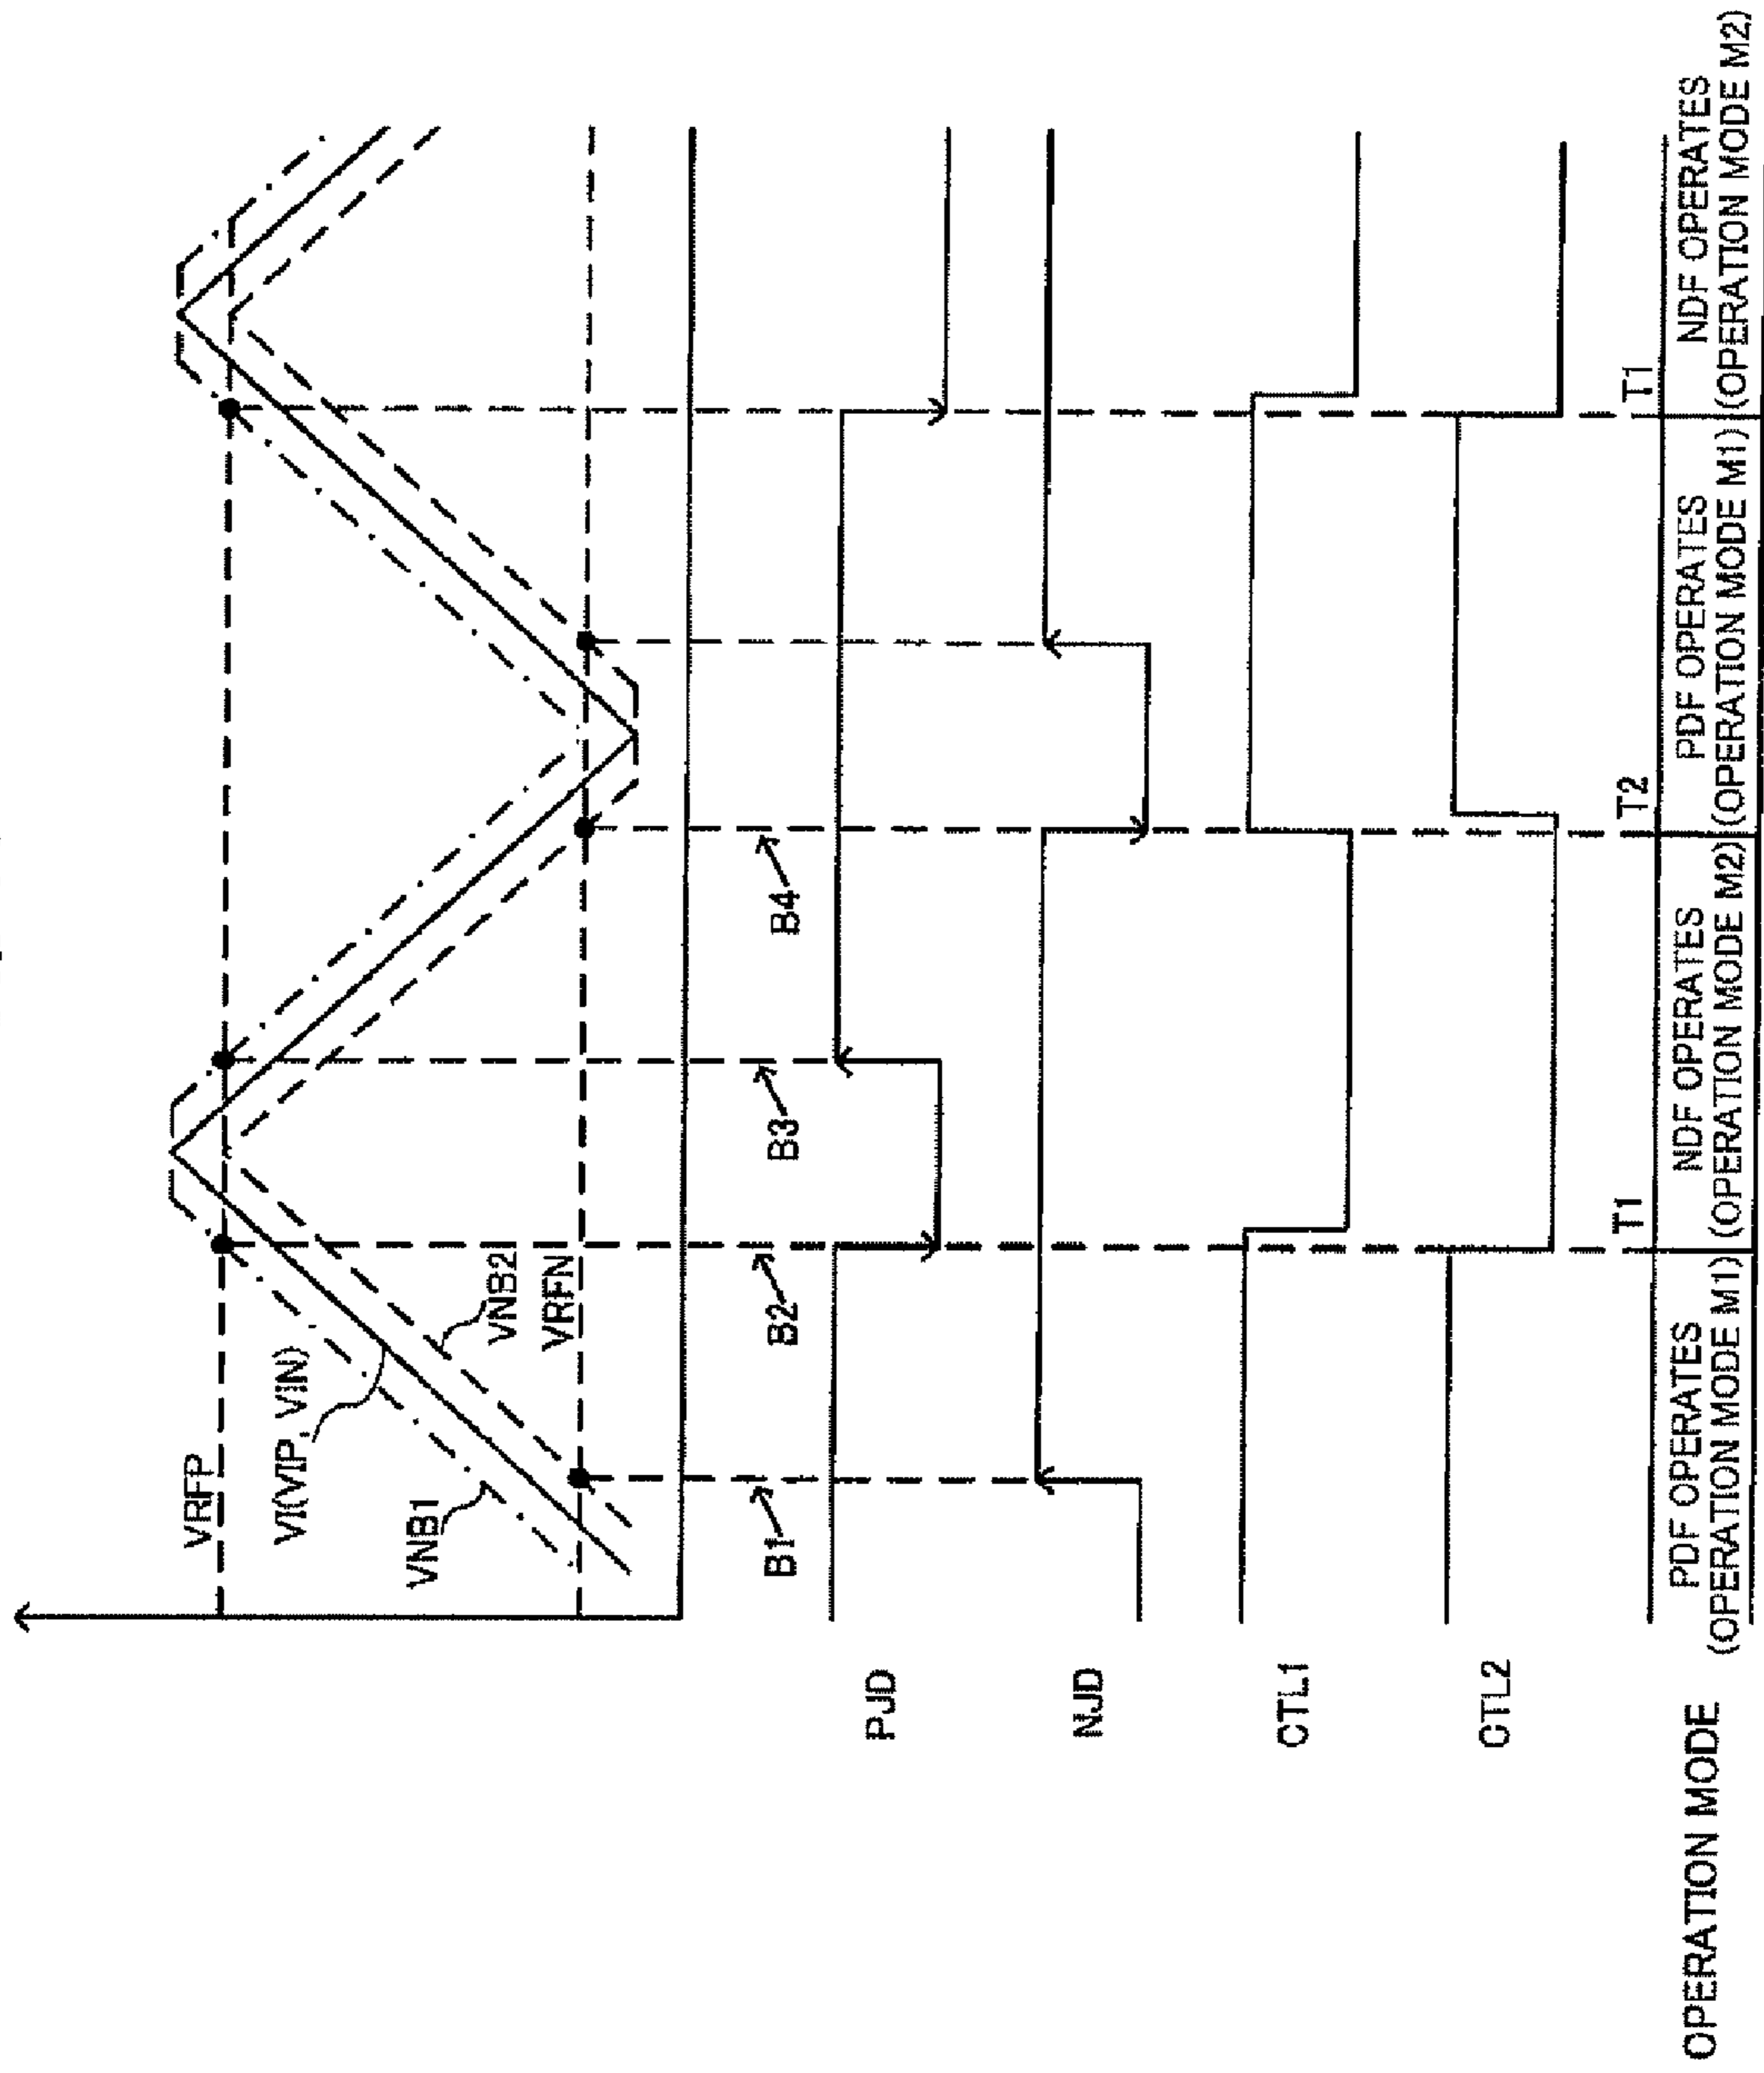 VRFP
VI(VIP, VIN)
VNB1
VNB2
VRFN
B1
B2
B3
B4
PJD
NJD
CTL1
CTL2
T1
T2
T1
OPERATION MODE
PDF OPERATES
(OPERATION MODE M1)
NDF OPERATES
(OPERATION MODE M2)
PDF OPERATES
(OPERATION MODE M1)
NDF OPERATES
(OPERATION MODE M2)